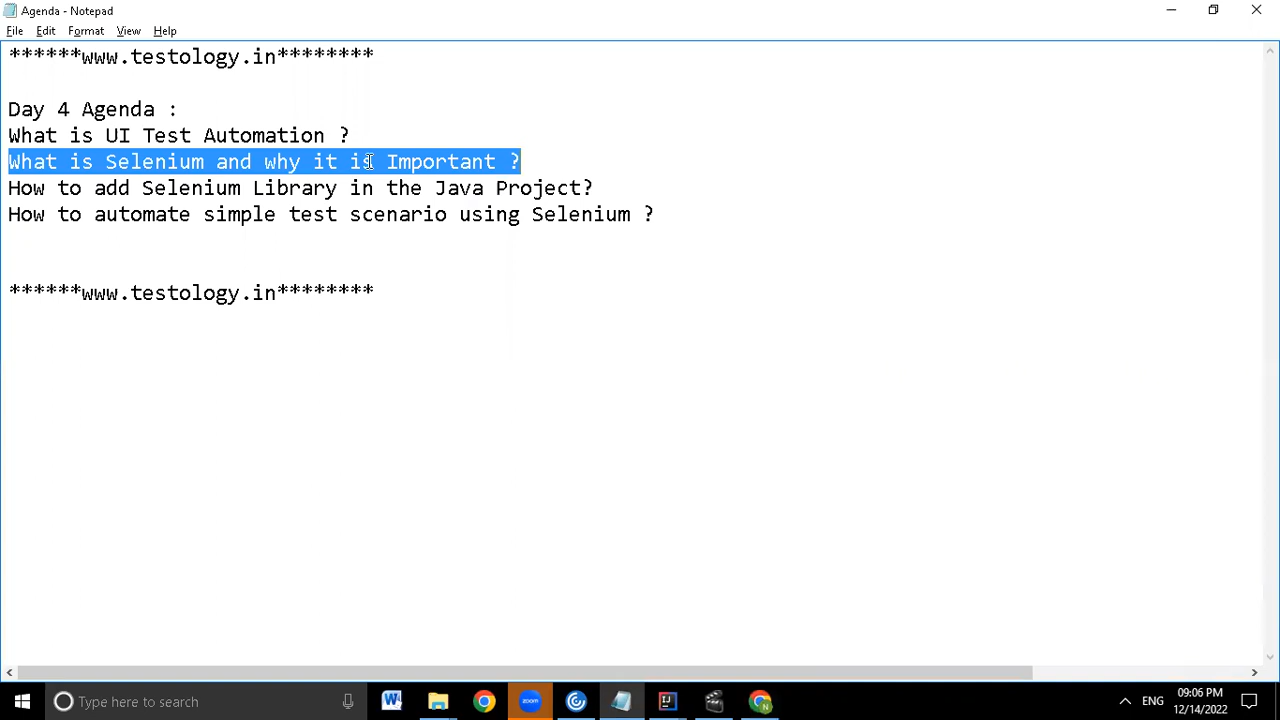 Agenda - Notepad
File Edit Format View Help
******www.testology.in********
Day 4 Agenda :
What is UI Test Automation ?
What is Selenium and why it is Important ?
How to add Selenium Library in the Java Project?
How to automate simple test scenario using Selenium ?
******www.testology.in********
Type here to search
zoom
ENG
09:06 PM
12/14/2022